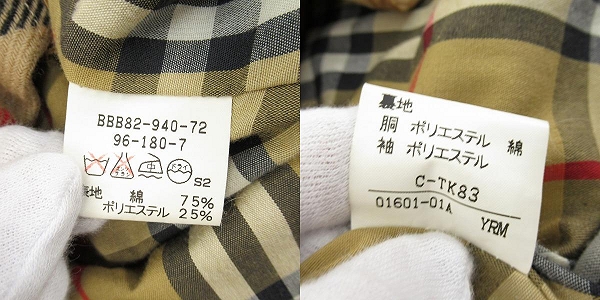 BBB82-940-72
96-180-7
S2
表地 綿 75%
ポリエステル 25%
裏地
胴 ポリエステル 綿
袖 ポリエステル
C-TK83
01601-01A YRM